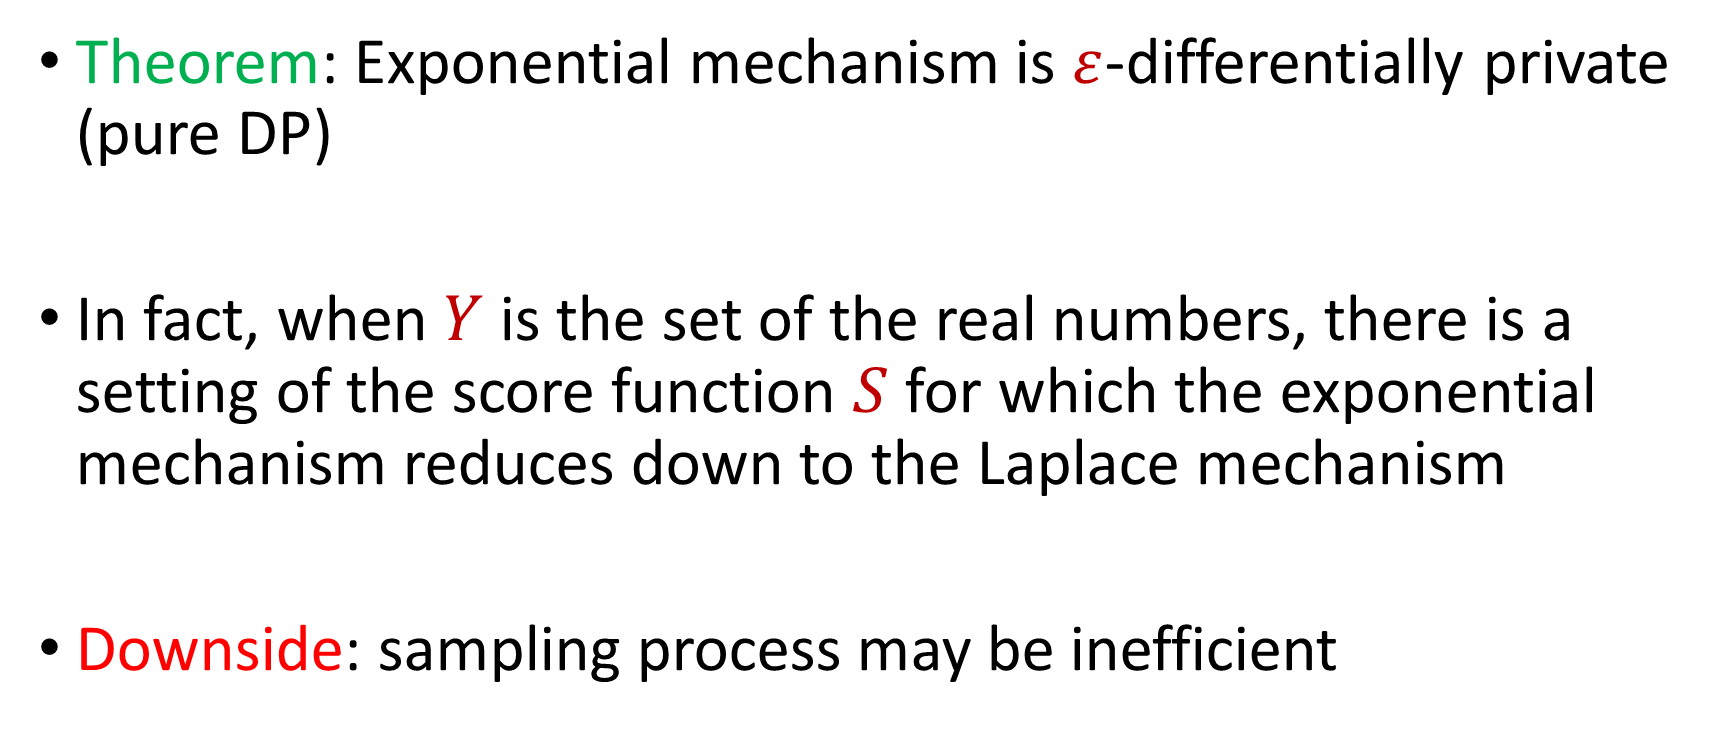 • Theorem: Exponential mechanism is ε-differentially private
(pure DP)
• In fact, when Y is the set of the real numbers, there is a
setting of the score function S for which the exponential
mechanism reduces down to the Laplace mechanism
• Downside: sampling process may be inefficient